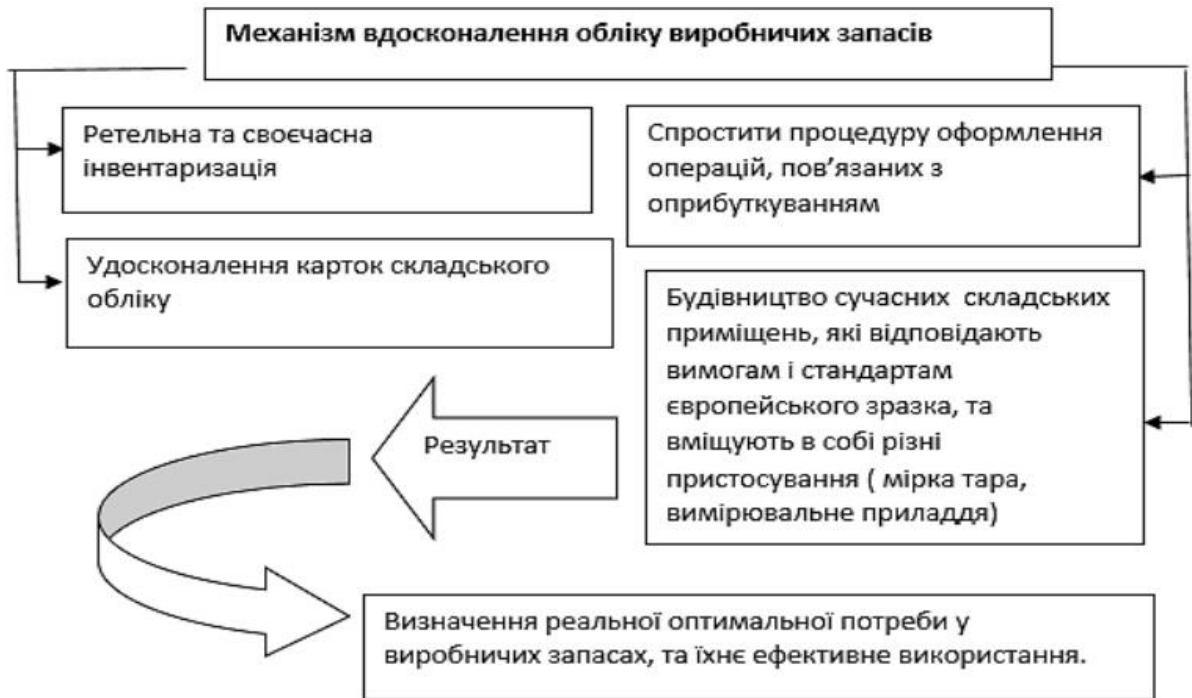 Механізм вдосконалення обліку виробничих запасів
Ретельна та своєчасна
інвентаризація
Удосконалення карток складського
обліку
Спростити процедуру оформлення
операцій, пов’язаних з
оприбуткуванням
Будівництво сучасних складських
приміщень, які відповідають
вимогам і стандартам
європейського зразка, та
вміщують в собі різні
пристосування ( мірка тара,
вимірювальне приладдя)
Результат
Визначення реальної оптимальної потреби у
виробничих запасах, та їхнє ефективне використання.